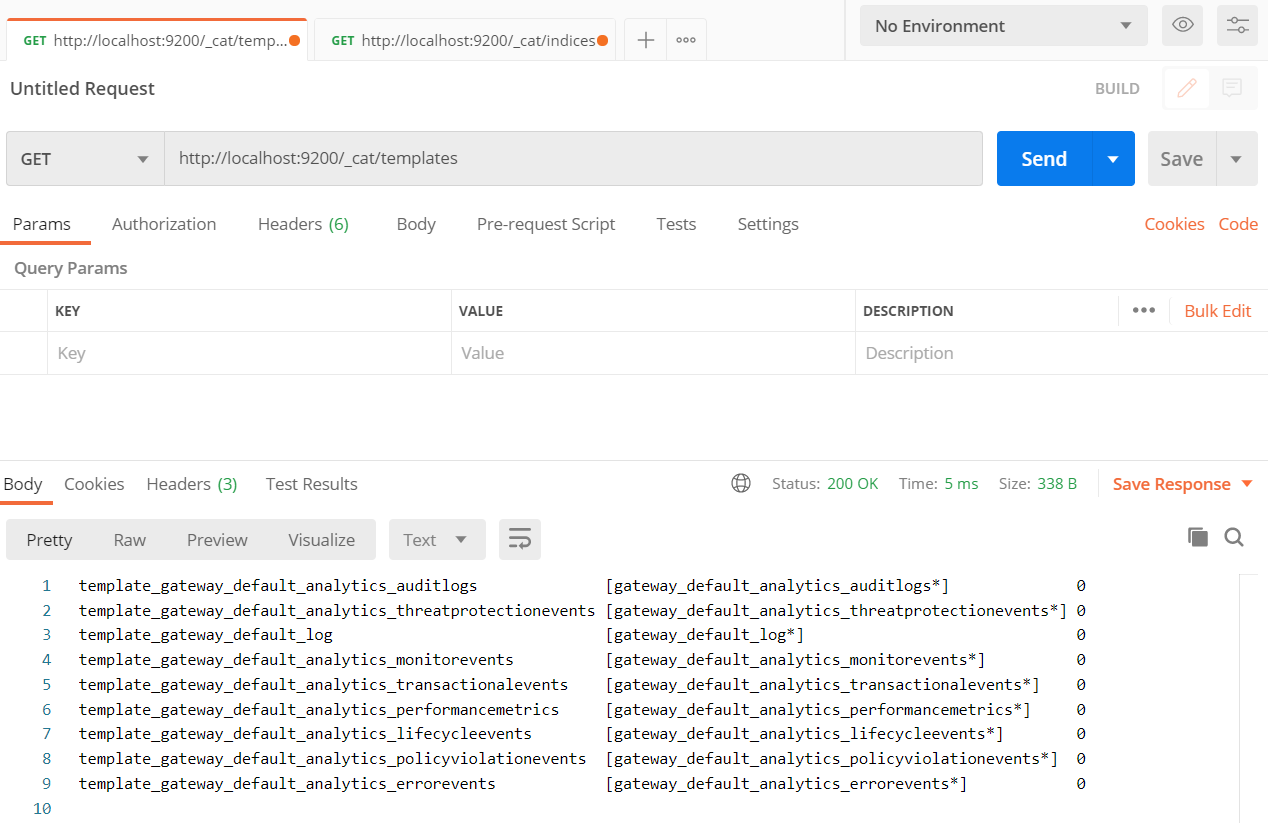 GET http://localhost:9200/_cat/temp... GET http://localhost:9200/_cat/indices No Environment
Untitled Request BUILD
GET http://localhost:9200/_cat/templates Send Save
Params Authorization Headers (6) Body Pre-request Script Tests Settings Cookies Code
Query Params
KEY VALUE DESCRIPTION Bulk Edit
Key Value Description
Body Cookies Headers (3) Test Results Status: 200 OK Time: 5 ms Size: 338 B Save Response
Pretty Raw Preview Visualize Text
1 template_gateway_default_analytics_auditlogs [gateway_default_analytics_auditlogs*] 0
2 template_gateway_default_analytics_threatprotectionevents [gateway_default_analytics_threatprotectionevents*] 0
3 template_gateway_default_log [gateway_default_log*] 0
4 template_gateway_default_analytics_monitorevents [gateway_default_analytics_monitorevents*] 0
5 template_gateway_default_analytics_transactionalevents [gateway_default_analytics_transactionalevents*] 0
6 template_gateway_default_analytics_performancemetrics [gateway_default_analytics_performancemetrics*] 0
7 template_gateway_default_analytics_lifecycleevents [gateway_default_analytics_lifecycleevents*] 0
8 template_gateway_default_analytics_policyviolationevents [gateway_default_analytics_policyviolationevents*] 0
9 template_gateway_default_analytics_errorevents [gateway_default_analytics_errorevents*] 0
10